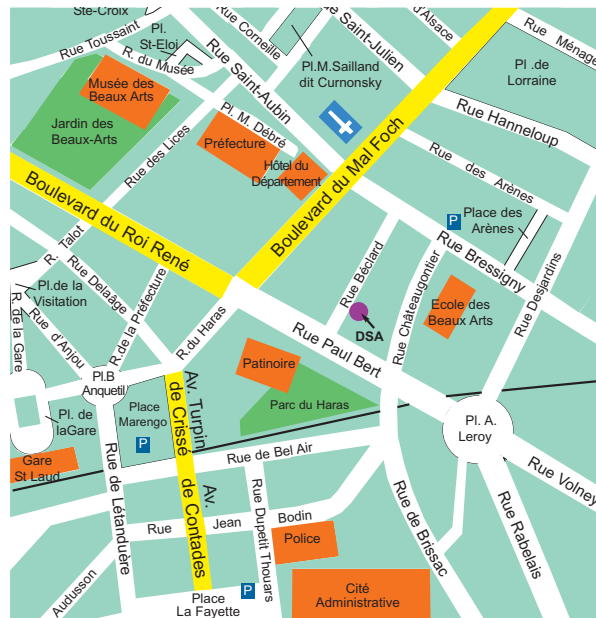 Ste-Croix
Pl.
St-Eloi
Rue Toussaint
R. du Musée
Rue Corneille
Rue Saint-Aubin
Pl.M.Sailland
dit Curnonsky
Rue Saint-Julien
d'Alsace
Rue Ménage
Pl .de
Lorraine
Rue Hanneloup
Musée des
Beaux Arts
Jardin des
Beaux-Arts
Rue des Lices
Pl. M. Débré
Préfecture
Hôtel du
Département
Boulevard du Mal Foch
Rue des Arènes
P
Place des
Arènes
Rue Bressigny
Boulevard du Roi René
R. Talot
Pl.de la
Visitation
Rue Delaâge
R.de la Préfecture
R.du Haras
Rue d'Anjou
R. de la Gare
Rue Béclard
Rue Châteaugontier
Rue Desjardins
DSA
Ecole des
Beaux Arts
Rue Paul Bert
Patinoire
Parc du Haras
Pl.B
Anquetil
Pl. de
laGare
Place
Marengo
P
Av. Turpin
de Crissé
Av.
de Contades
Gare
St Laud
Rue de Létanduère
Rue de Bel Air
Pl. A.
Leroy
Rue Volney
Rue Rabelais
Rue de Brissac
Rue Jean Bodin
Rue Dupetit Thouars
Police
Audusson
Place
La Fayette
P
Cité
Administrative